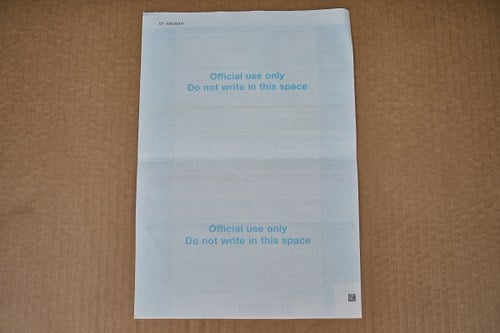 Official use only
Do not write in this space
Official use only
Do not write in this space